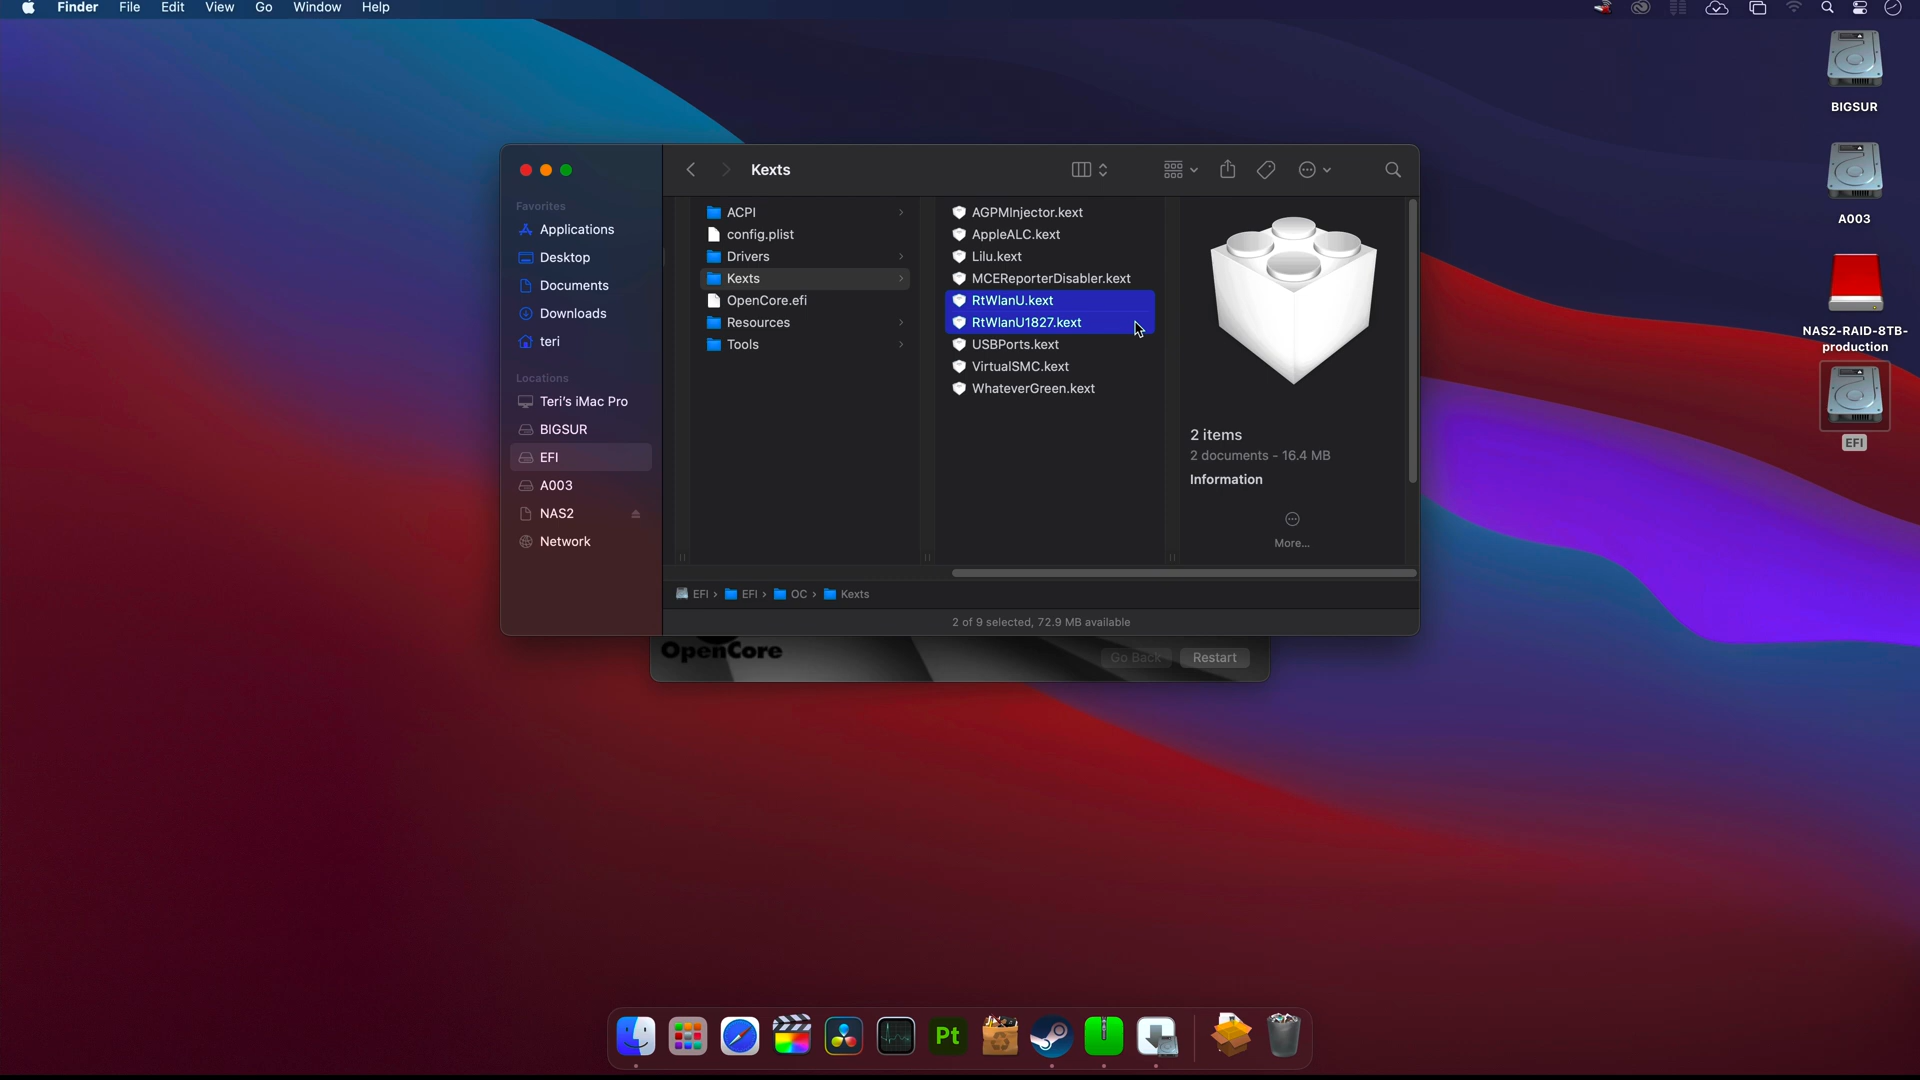 Finder File Edit View Go Window Help
BIGSUR
A003
NAS2-RAID-8TB-
production
EFI
Kexts
Favorites
Applications
Desktop
Documents
Downloads
teri
Locations
Teri's iMac Pro
BIGSUR
EFI
A003
NAS2
Network
ACPI
config.plist
Drivers
Kexts
OpenCore.efi
Resources
Tools
AGPMInjector.kext
AppleALC.kext
Lilu.kext
MCEReporterDisabler.kext
RtWlanU.kext
RtWlanU1827.kext
USBPorts.kext
VirtualSMC.kext
WhateverGreen.kext
2 items
2 documents - 16.4 MB
Information
More...
EFI › EFI › OC › Kexts
2 of 9 selected, 72.9 MB available
OpenCore
Go Back Restart
Pt